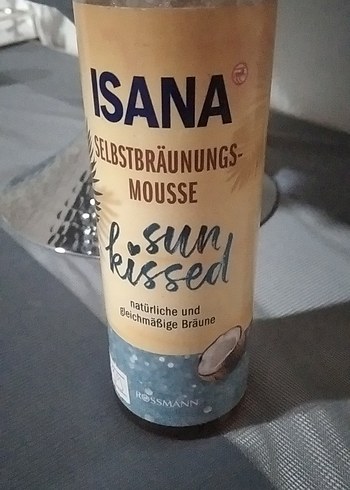 ISANA
SELBSTBRÄUNUNGS-
MOUSSE
sun
kissed
natürliche und
gleichmäßige Bräune
ROSSMANN